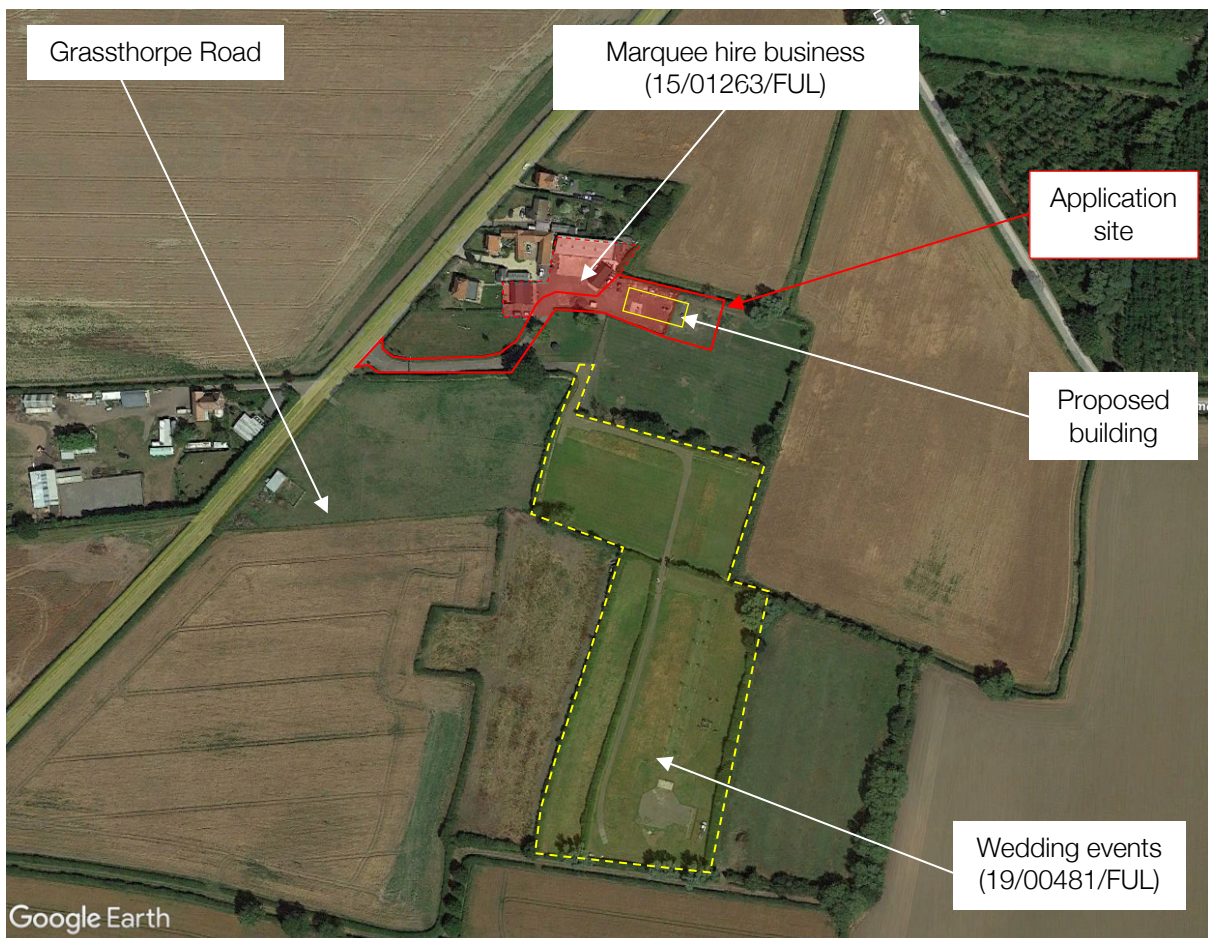 Grassthorpe Road
Marquee hire business
(15/01263/FUL)
Application
site
Proposed
building
Wedding events
(19/00481/FUL)
Google Earth